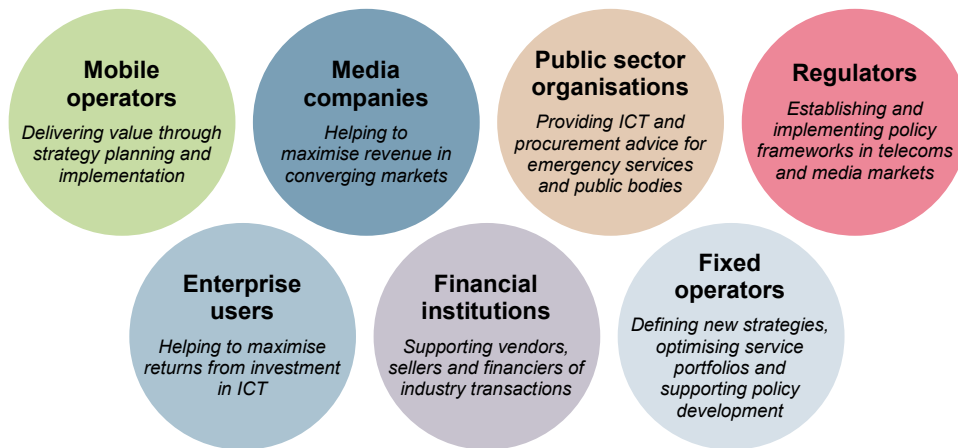 Mobile
operators
Delivering value through
strategy planning and
implementation
Media
companies
Helping to
maximise revenue in
converging markets
Public sector
organisations
Providing ICT and
procurement advice for
emergency services
and public bodies
Regulators
Establishing and
implementing policy
frameworks in telecoms
and media markets
Enterprise
users
Helping to maximise
returns from investment
in ICT
Financial
institutions
Supporting vendors,
sellers and financiers of
industry transactions
Fixed
operators
Defining new strategies,
optimising service
portfolios and
supporting policy
development